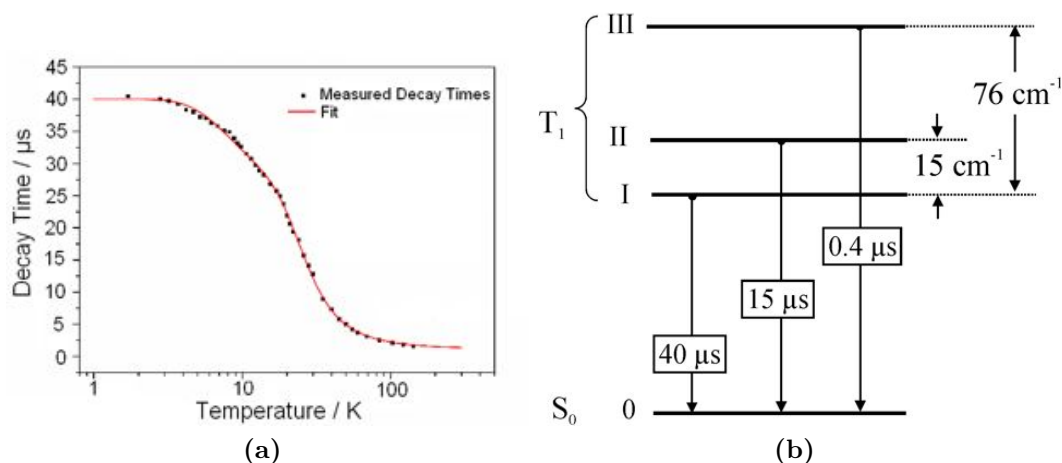 45
40
35
30
25
20
15
10
5
0
Decay Time / µs
Measured Decay Times
Fit
1
10
100
Temperature / K
(a)
III
T₁
II
I
76 cm⁻¹
15 cm⁻¹
0.4 µs
15 µs
40 µs
S₀
0
(b)